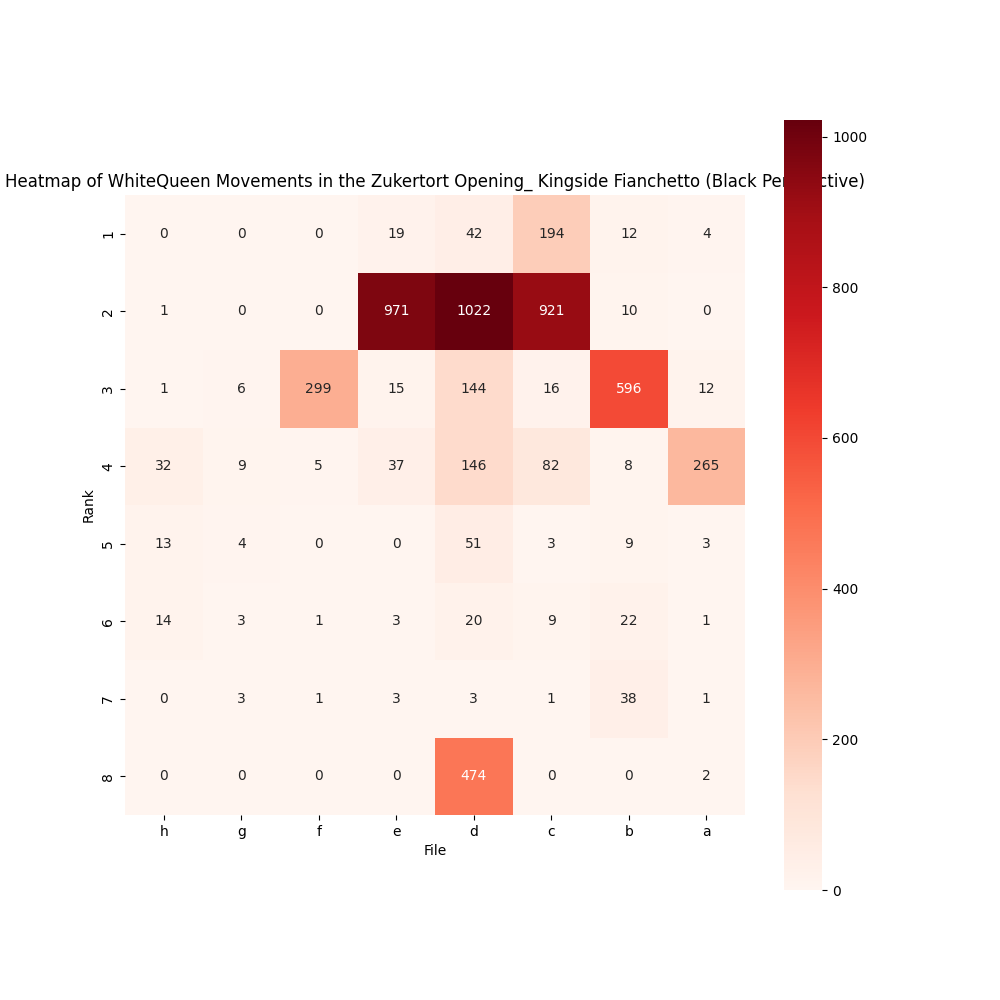 Heatmap of WhiteQueen Movements in the Zukertort Opening_ Kingside Fianchetto (Black Pe ctive)
1000
800
600
400
200
0
Rank
1 0 0 0 19 42 194 12 4
2 1 0 0 971 1022 921 10 0
3 1 6 299 15 144 16 596 12
4 32 9 5 37 146 82 8 265
5 13 4 0 0 51 3 9 3
6 14 3 1 3 20 9 22 1
7 0 3 1 3 3 1 38 1
8 0 0 0 0 474 0 0 2
h g f e d c b a
File